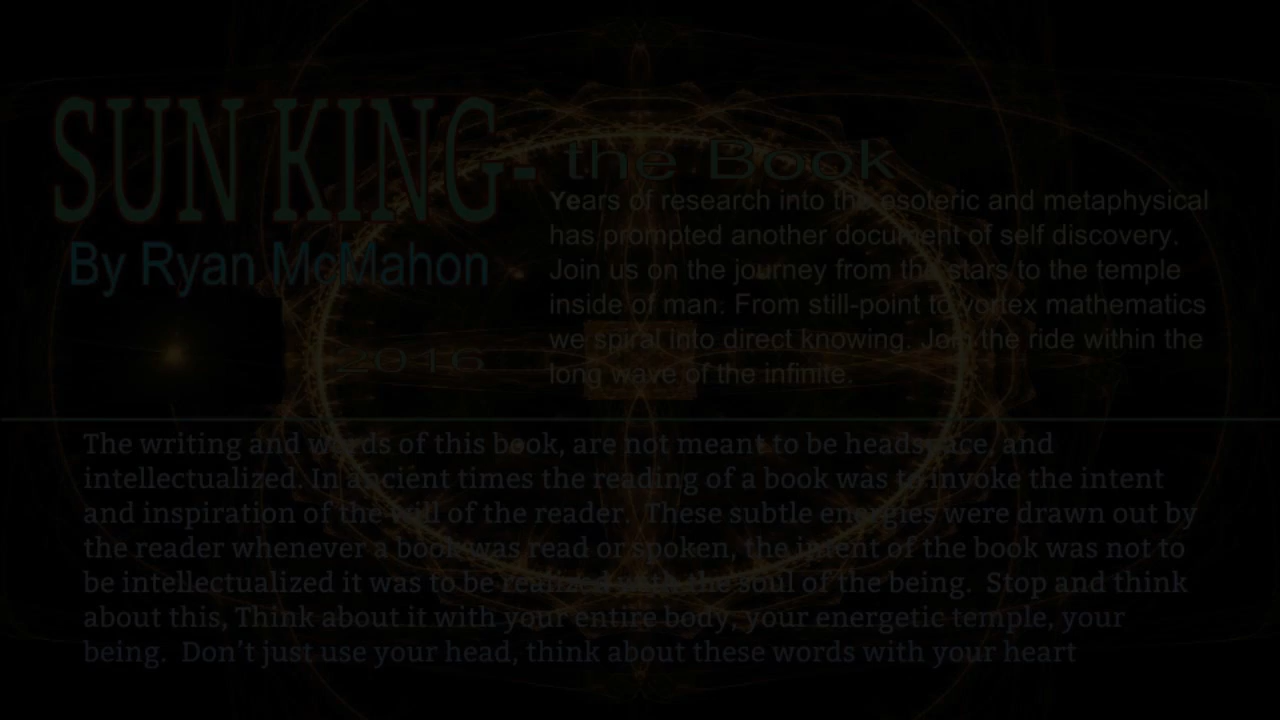 SUN KING-
the Book
By Ryan McMahon
2016
Years of research into the esoteric and metaphysical
has prompted another document of self discovery.
Join us on the journey from the stars to the temple
inside of man. From still-point to vortex mathematics
we spiral into direct knowing. Join the ride within the
long wave of the infinite.
The writing and words of this book, are not meant to be headspace, and
intellectualized. In ancient times the reading of a book was to invoke the intent
and inspiration of the will of the reader.  These subtle energies were drawn out by
the reader whenever a book was read or spoken, the intent of the book was not to
be intellectualized it was to be realized with the soul of the being.  Stop and think
about this, Think about it with your entire body, your energetic temple, your
being.  Don't just use your head, think about these words with your heart